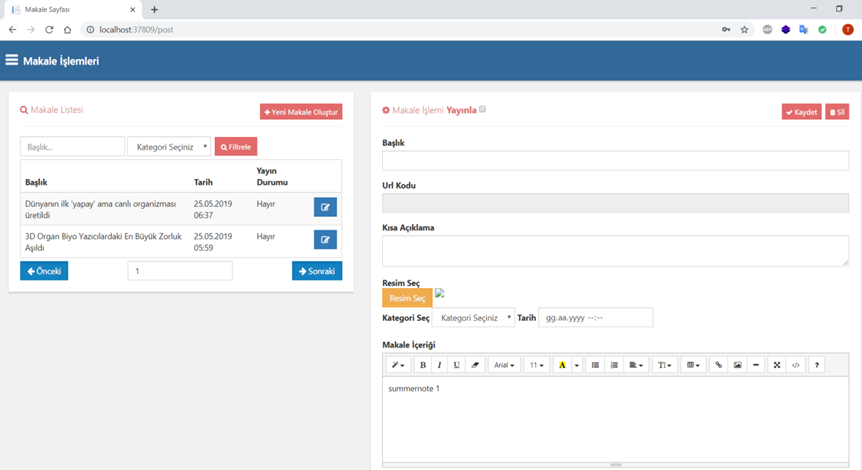 Makale Sayfası
localhost:37809/post
T
Makale İşlemleri
Makale Listesi
Yeni Makale Oluştur
Başlık...
Kategori Seçiniz
Filtrele
Başlık
Tarih
Yayın
Durumu
Dünyanın ilk 'yapay' ama canlı organizması
üretildi
25.05.2019
06:37
Hayır
3D Organ Biyo Yazıcılardaki En Büyük Zorluk
Aşıldı
25.05.2019
05:59
Hayır
Önceki
1
Sonraki
Makale İşlemi Yayınla
Kaydet
Sil
Başlık
Url Kodu
Kısa Açıklama
Resim Seç
Resim Seç
Kategori Seç Kategori Seçiniz Tarih gg.aa.yyyy --:--
Makale İçeriği
B I U Arial 11 A TI </> ?
summernote 1